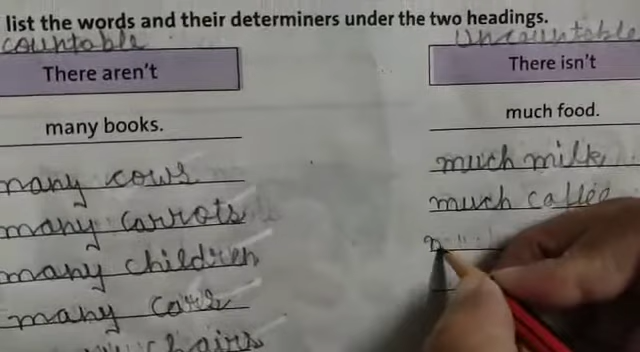 list the words and their determiners under the two headings.
countable
Uncountable
There aren't
There isn't
many books.
much food.
many cows
much milk
many carrots
much
many children
many cars
chairs